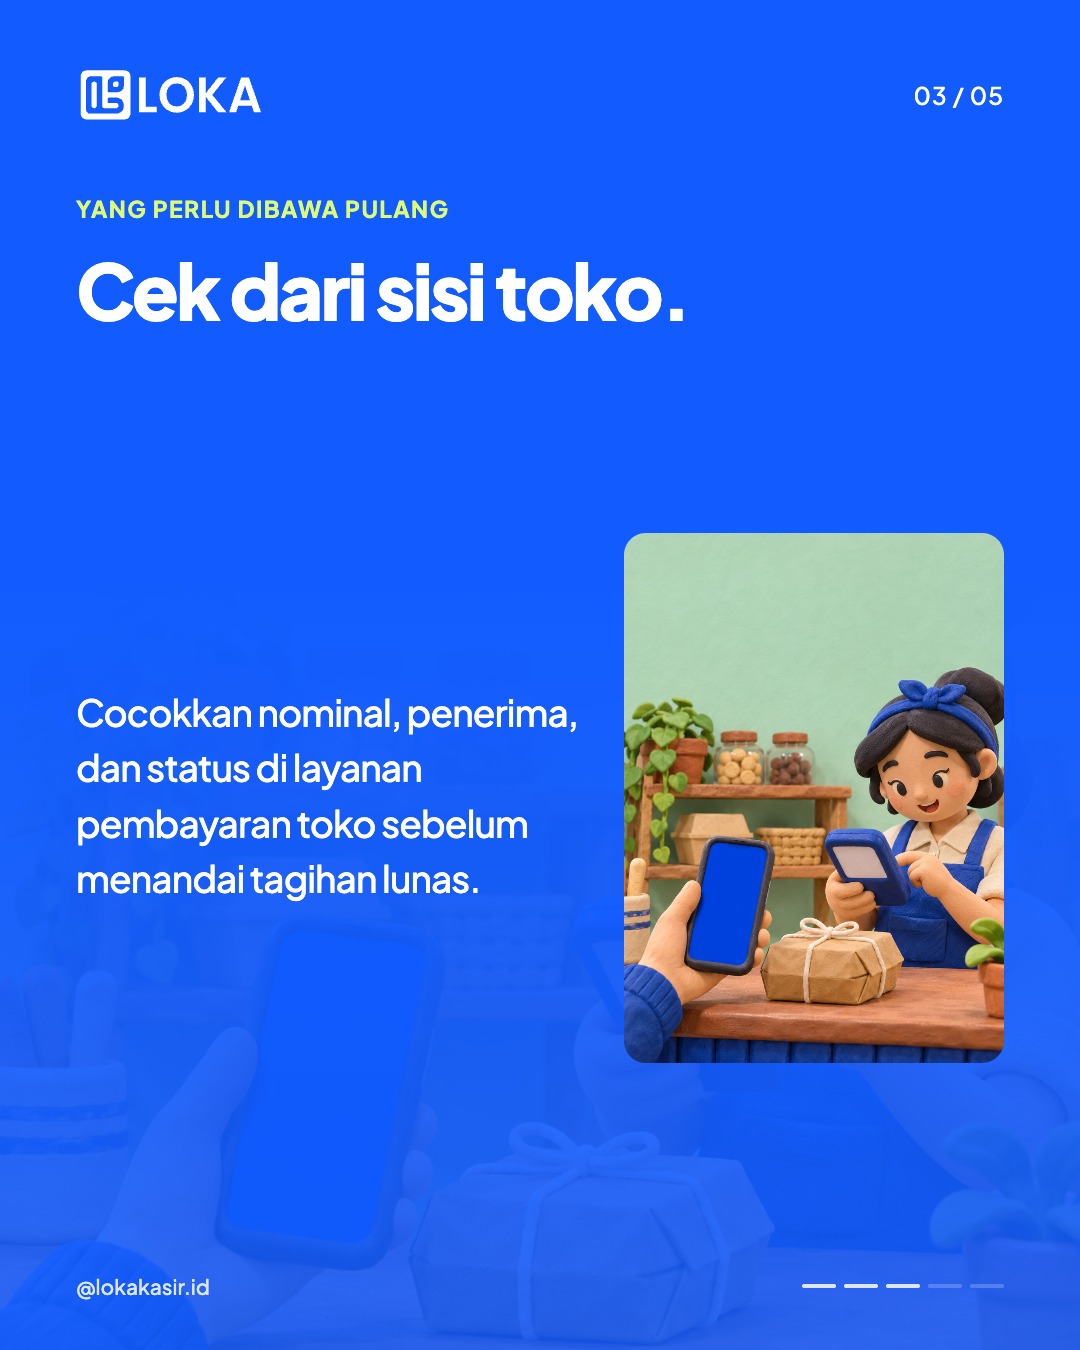 LOKA
03 / 05
YANG PERLU DIBAWA PULANG
Cek dari sisi toko.
Cocokkan nominal, penerima,
dan status di layanan
pembayaran toko sebelum
menandai tagihan lunas.
@lokakasir.id